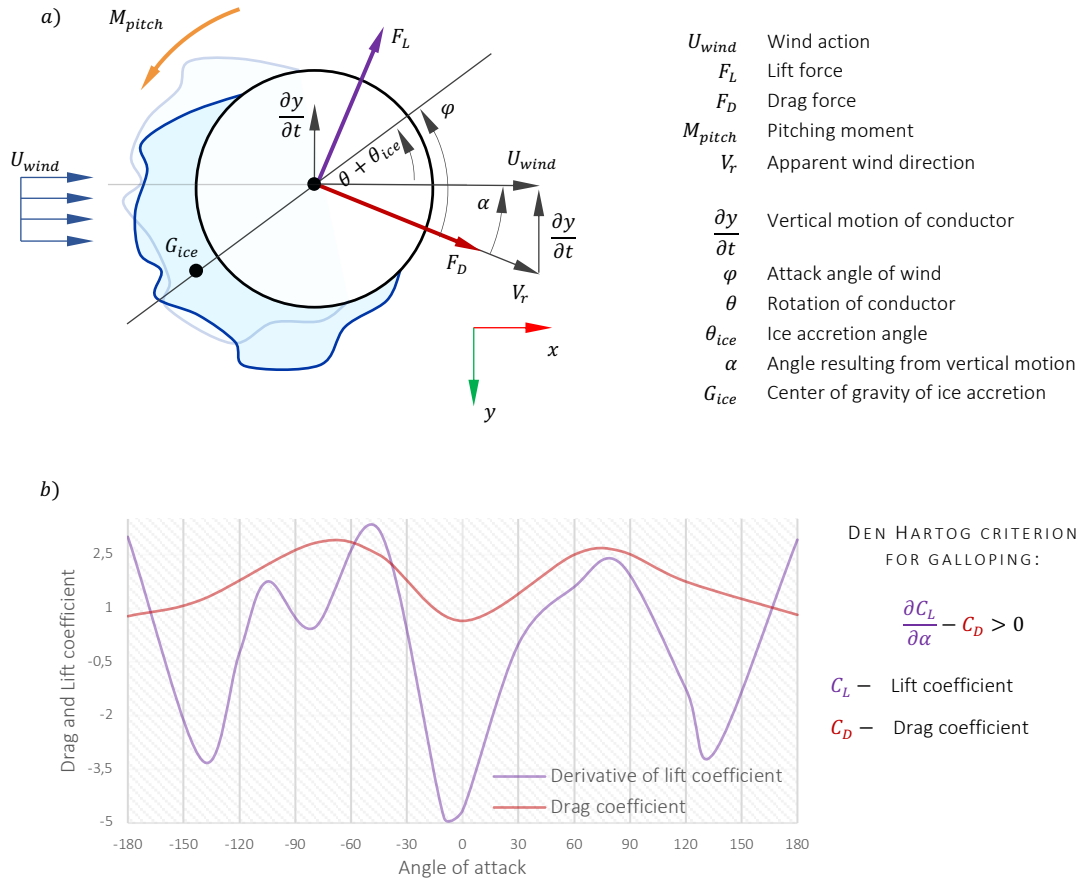 a)
M_pitch
F_L
φ
∂y/∂t
θ + θ_ice
U_wind
U_wind
α
∂y/∂t
G_ice
F_D
V_r
x
y
U_wind Wind action
F_L Lift force
F_D Drag force
M_pitch Pitching moment
V_r Apparent wind direction
∂y/∂t Vertical motion of conductor
φ Attack angle of wind
θ Rotation of conductor
θ_ice Ice accretion angle
α Angle resulting from vertical motion
G_ice Center of gravity of ice accretion
b)
Drag and Lift coefficient
2,5
1
-0,5
-2
-3,5
-5
-180 -150 -120 -90 -60 -30 0 30 60 90 120 150 180
Angle of attack
Derivative of lift coefficient
Drag coefficient
DEN HARTOG CRITERION
FOR GALLOPING:
∂C_L/∂α − C_D > 0
C_L − Lift coefficient
C_D − Drag coefficient